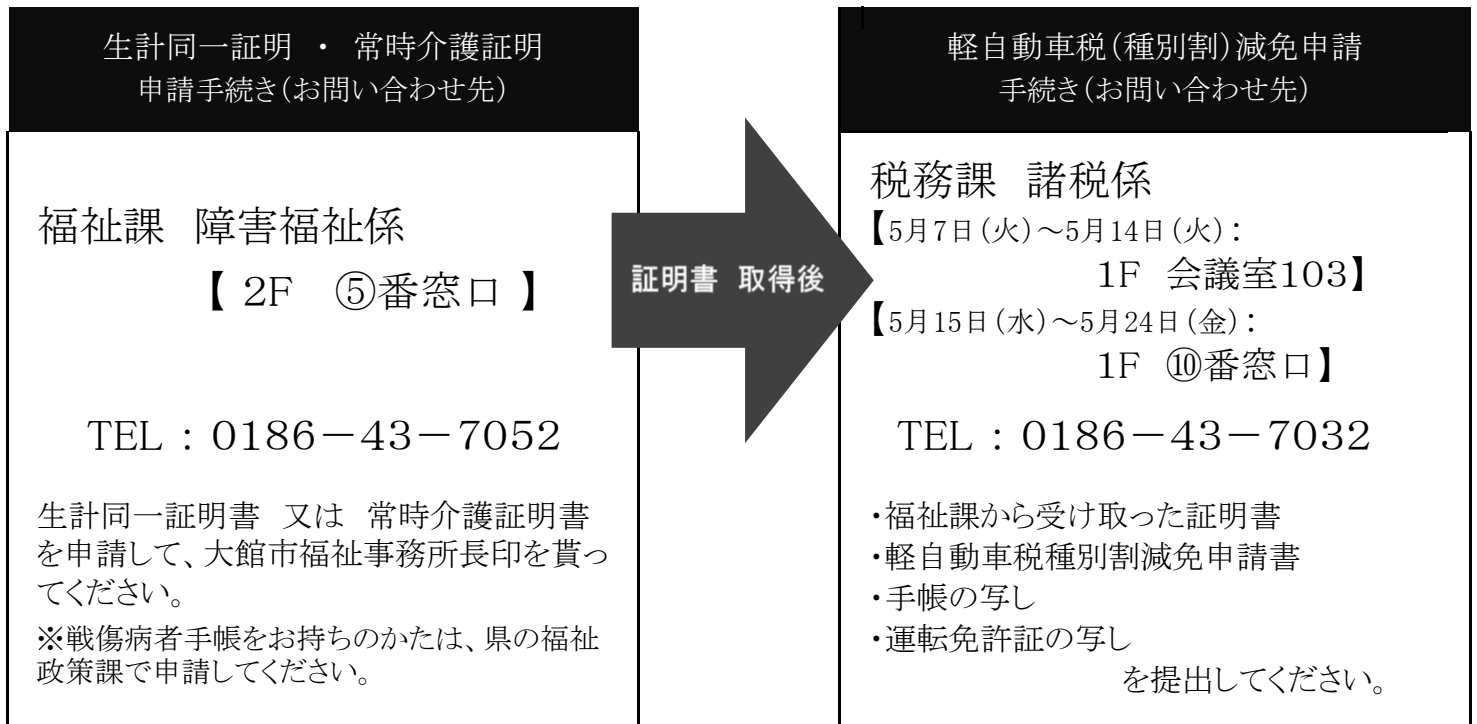 生計同一証明 ・ 常時介護証明
申請手続き(お問い合わせ先)
福祉課 障害福祉係
【 2F ⑤番窓口 】
TEL : 0186-43-7052
生計同一証明書 又は 常時介護証明書
を申請して、大館市福祉事務所長印を貰っ
てください。
※戦傷病者手帳をお持ちのかたは、県の福祉
政策課で申請してください。
証明書 取得後
軽自動車税(種別割)減免申請
手続き(お問い合わせ先)
税務課 諸税係
【5月7日(火)~5月14日(火):
1F 会議室103】
【5月15日(水)~5月24日(金):
1F ⑩番窓口】
TEL : 0186-43-7032
・福祉課から受け取った証明書
・軽自動車税種別割減免申請書
・手帳の写し
・運転免許証の写し
を提出してください。